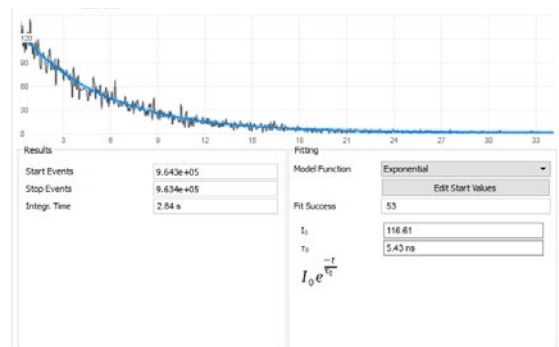 120
90
60
30
0
3 6 9 12 15 18 21 24 27 30 33
Results
Start Events 9.643e+05
Stop Events 9.634e+05
Integr. Time 2.84 s
Fitting
Model Function Exponential
Edit Start Values
Fit Success 53
I₀ 116.61
τ₀ 5.43 ns
I₀e^(-t/τ₀)